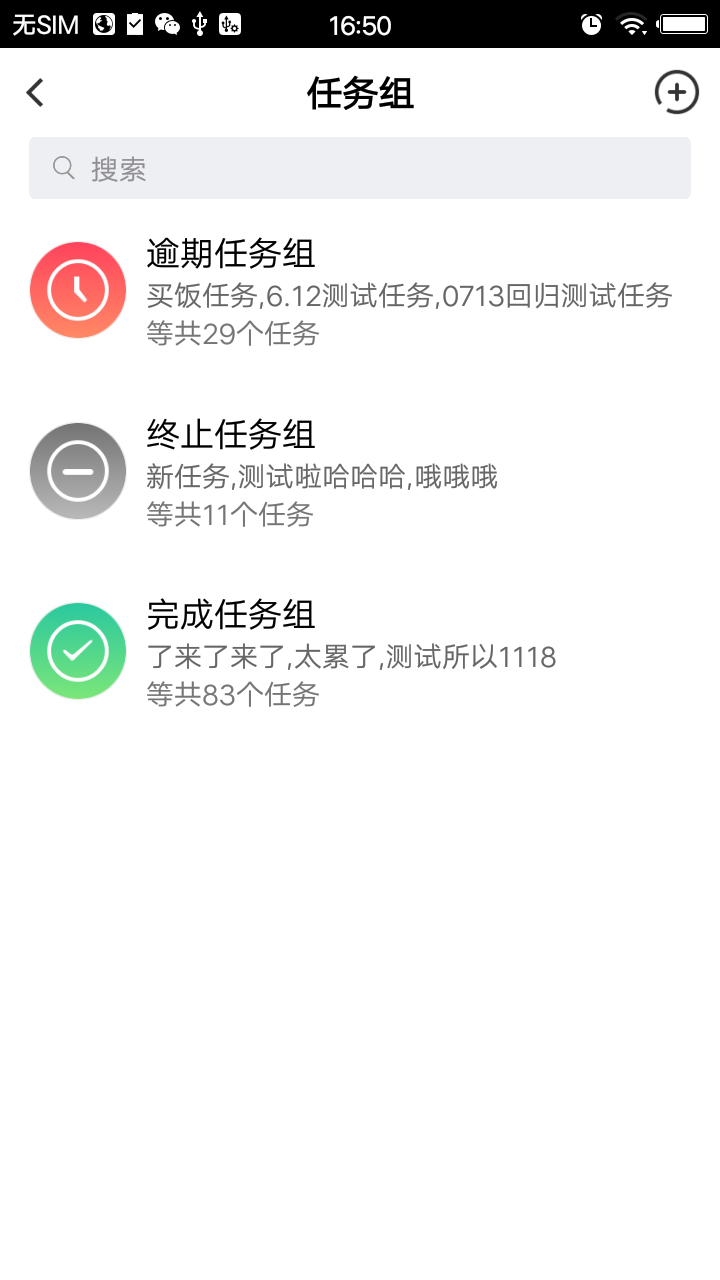 无SIM 16:50
任务组
搜索
逾期任务组
买饭任务,6.12测试任务,0713回归测试任务
等共29个任务
终止任务组
新任务,测试啦哈哈哈,哦哦哦
等共11个任务
完成任务组
了来了来了,太累了,测试所以1118
等共83个任务